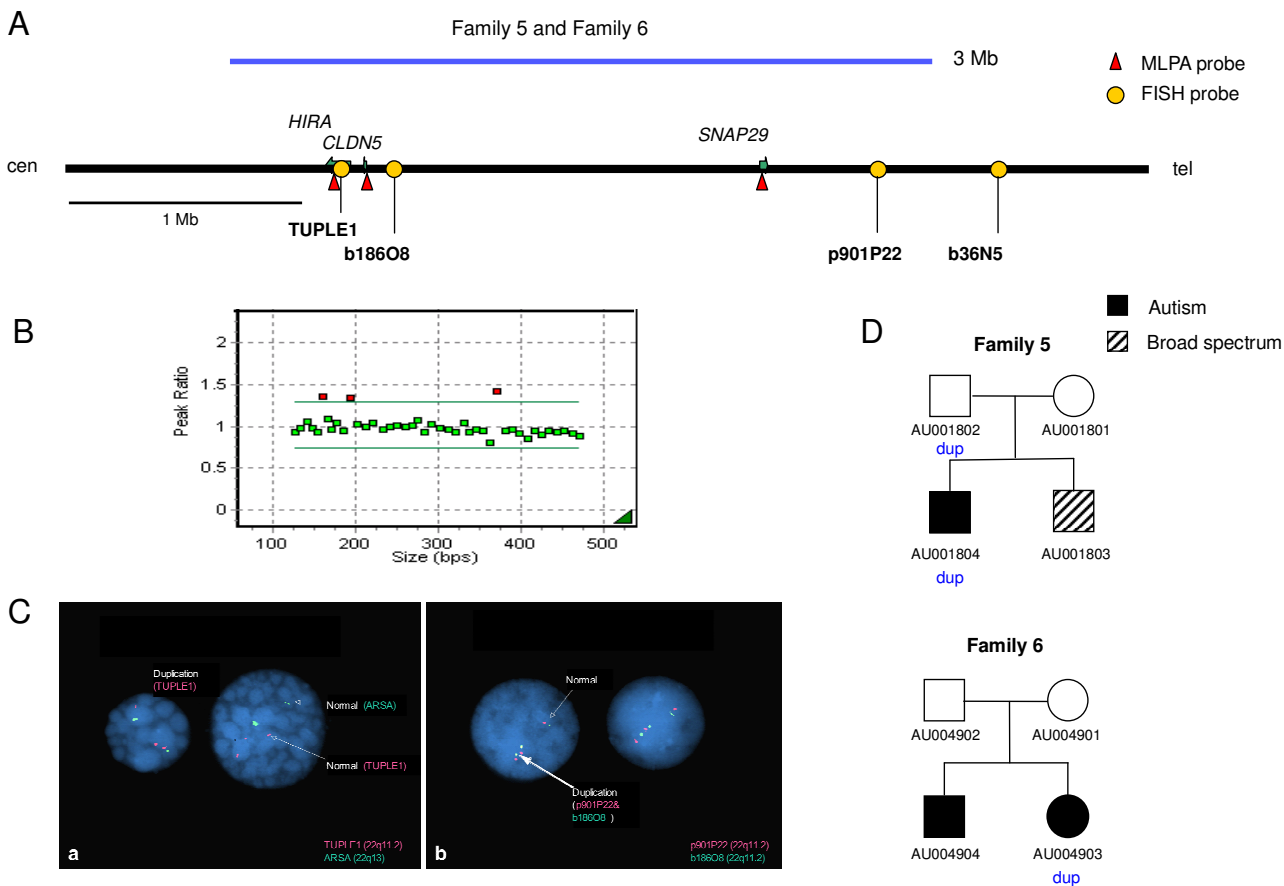 A
Family 5 and Family 6
3 Mb
MLPA probe
FISH probe
HIRA
CLDN5
SNAP29
cen
tel
1 Mb
TUPLE1
b186O8
p901P22
b36N5
B
2
1.5
1
0.5
0
Peak Ratio
100 200 300 400 500
Size (bps)
C
Duplication
(TUPLE1)
Normal (ARSA)
Normal (TUPLE1)
a
TUPLE1 (22q11.2)
ARSA (22q13)
Normal
Duplication
(p901P22&
b186O8 )
b
p901P22 (22q11.2)
b186O8 (22q11.2)
D
Autism
Broad spectrum
Family 5
AU001802 AU001801
dup
AU001804 AU001803
dup
Family 6
AU004902 AU004901
AU004904 AU004903
dup